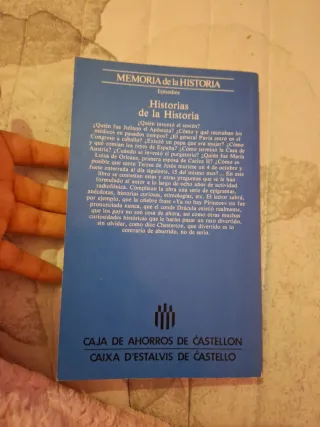 MEMORIA de la HISTORIA
Episodios
Historias
de la Historia
¿Quién inventó el sostén?
¿Quién fue Juliano el Apóstata? ¿Cómo y qué recetaban los
médicos en pasados tiempos? ¿El general Pavía entró en el
Congreso a caballo? ¿Existió un papa que era mujer? ¿Cómo
y qué comían los reyes de España? ¿Cómo terminó la Casa de
Austria? ¿Cuándo se inventó el purgatorio? ¿Quién fue María
Luisa de Orleans, primera esposa de Carlos II? ¿Cómo es
posible que santa Teresa de Jesús muriese un 4 de octubre y
fuese enterrada al día siguiente, 15 del mismo mes?... En este
libro se contestan estas y otras preguntas que se le han
formulado al autor a lo largo de ocho años de actividad
radiofónica. Completan la obra una serie de epigramas,
anécdotas, historias curiosas, etimologías, etc. El lector sabrá,
por ejemplo, que la célebre frase «Ya no hay Pirineos» no fue
pronunciada nunca, que el conde Drácula existió realmente,
que los gays no son cosa de ahora, así como otras muchas
curiosidades históricas que le harán pasar un rato divertido,
sin olvidar, como dice Chesterton, que divertido es lo
contrario de aburrido, no de serio.
CAJA DE AHORROS DE CASTELLON
CAIXA D'ESTALVIS DE CASTELLO